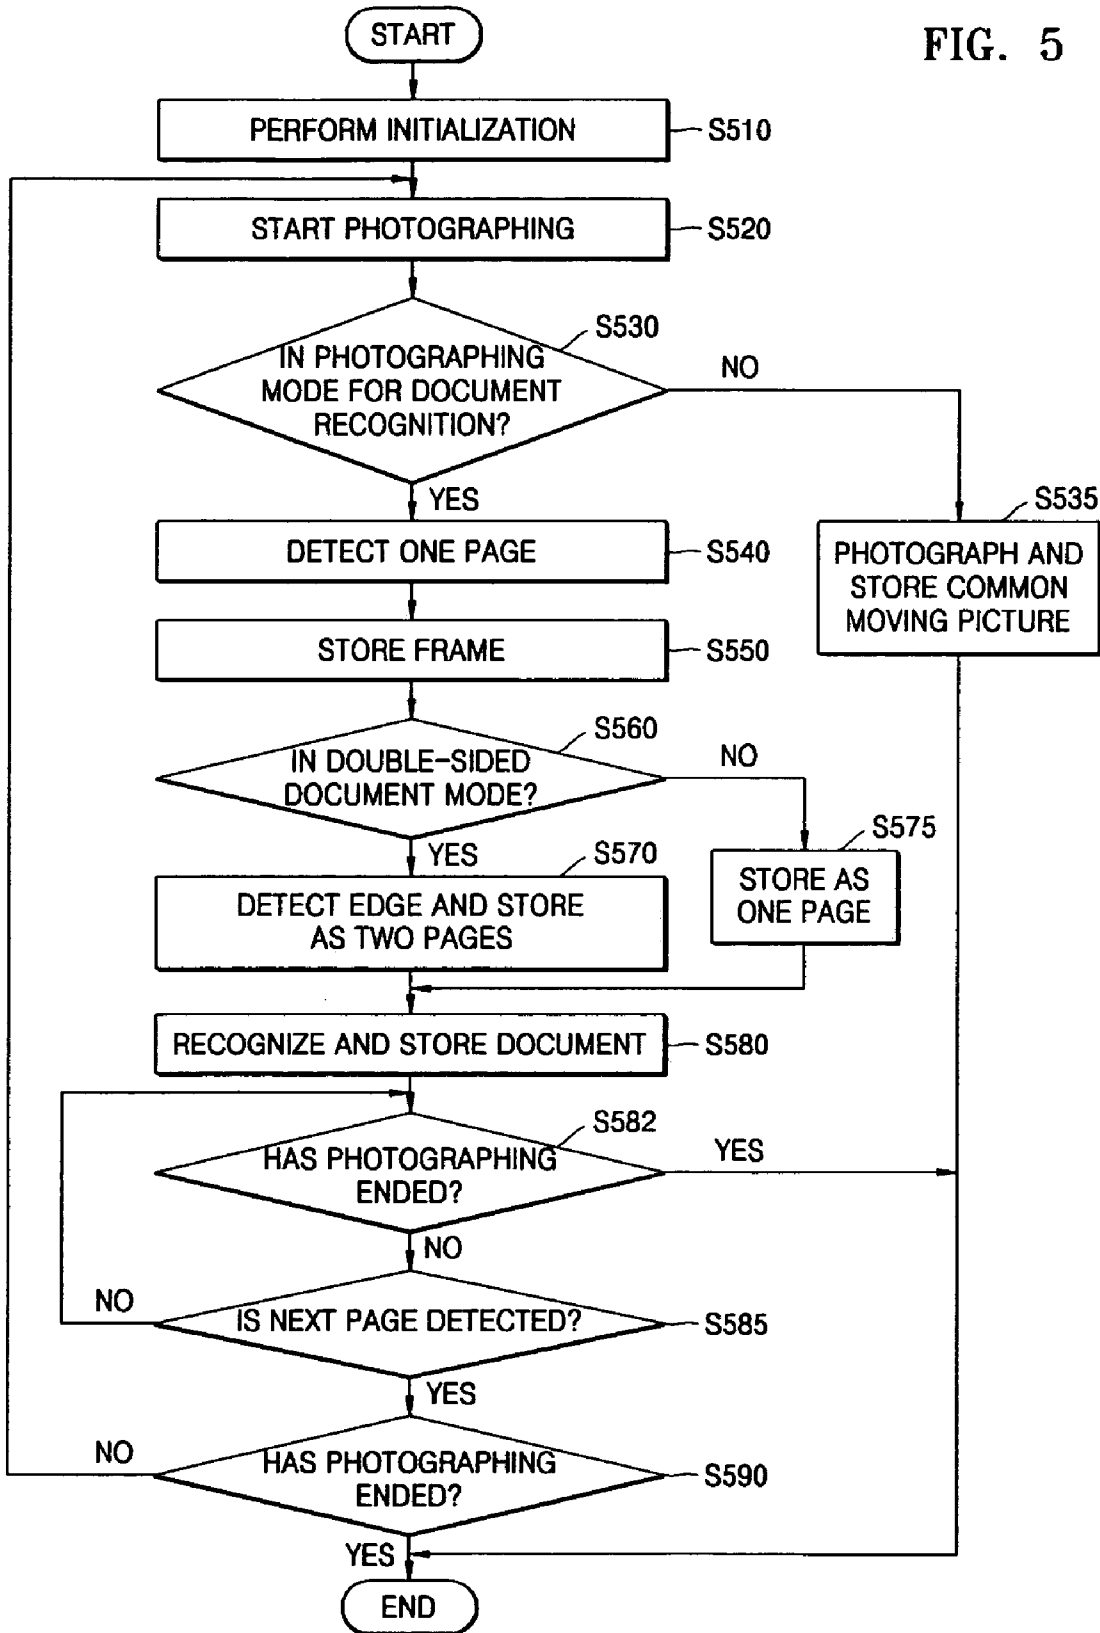 FIG. 5
START
PERFORM INITIALIZATION
S510
START PHOTOGRAPHING
S520
S530
IN PHOTOGRAPHING
MODE FOR DOCUMENT
RECOGNITION?
NO
YES
S535
PHOTOGRAPH AND
STORE COMMON
MOVING PICTURE
DETECT ONE PAGE
S540
STORE FRAME
S550
S560
IN DOUBLE-SIDED
DOCUMENT MODE?
NO
YES
S570
DETECT EDGE AND STORE
AS TWO PAGES
S575
STORE AS
ONE PAGE
RECOGNIZE AND STORE DOCUMENT
S580
S582
HAS PHOTOGRAPHING
ENDED?
YES
NO
IS NEXT PAGE DETECTED?
S585
NO
YES
HAS PHOTOGRAPHING
ENDED?
S590
NO
YES
END